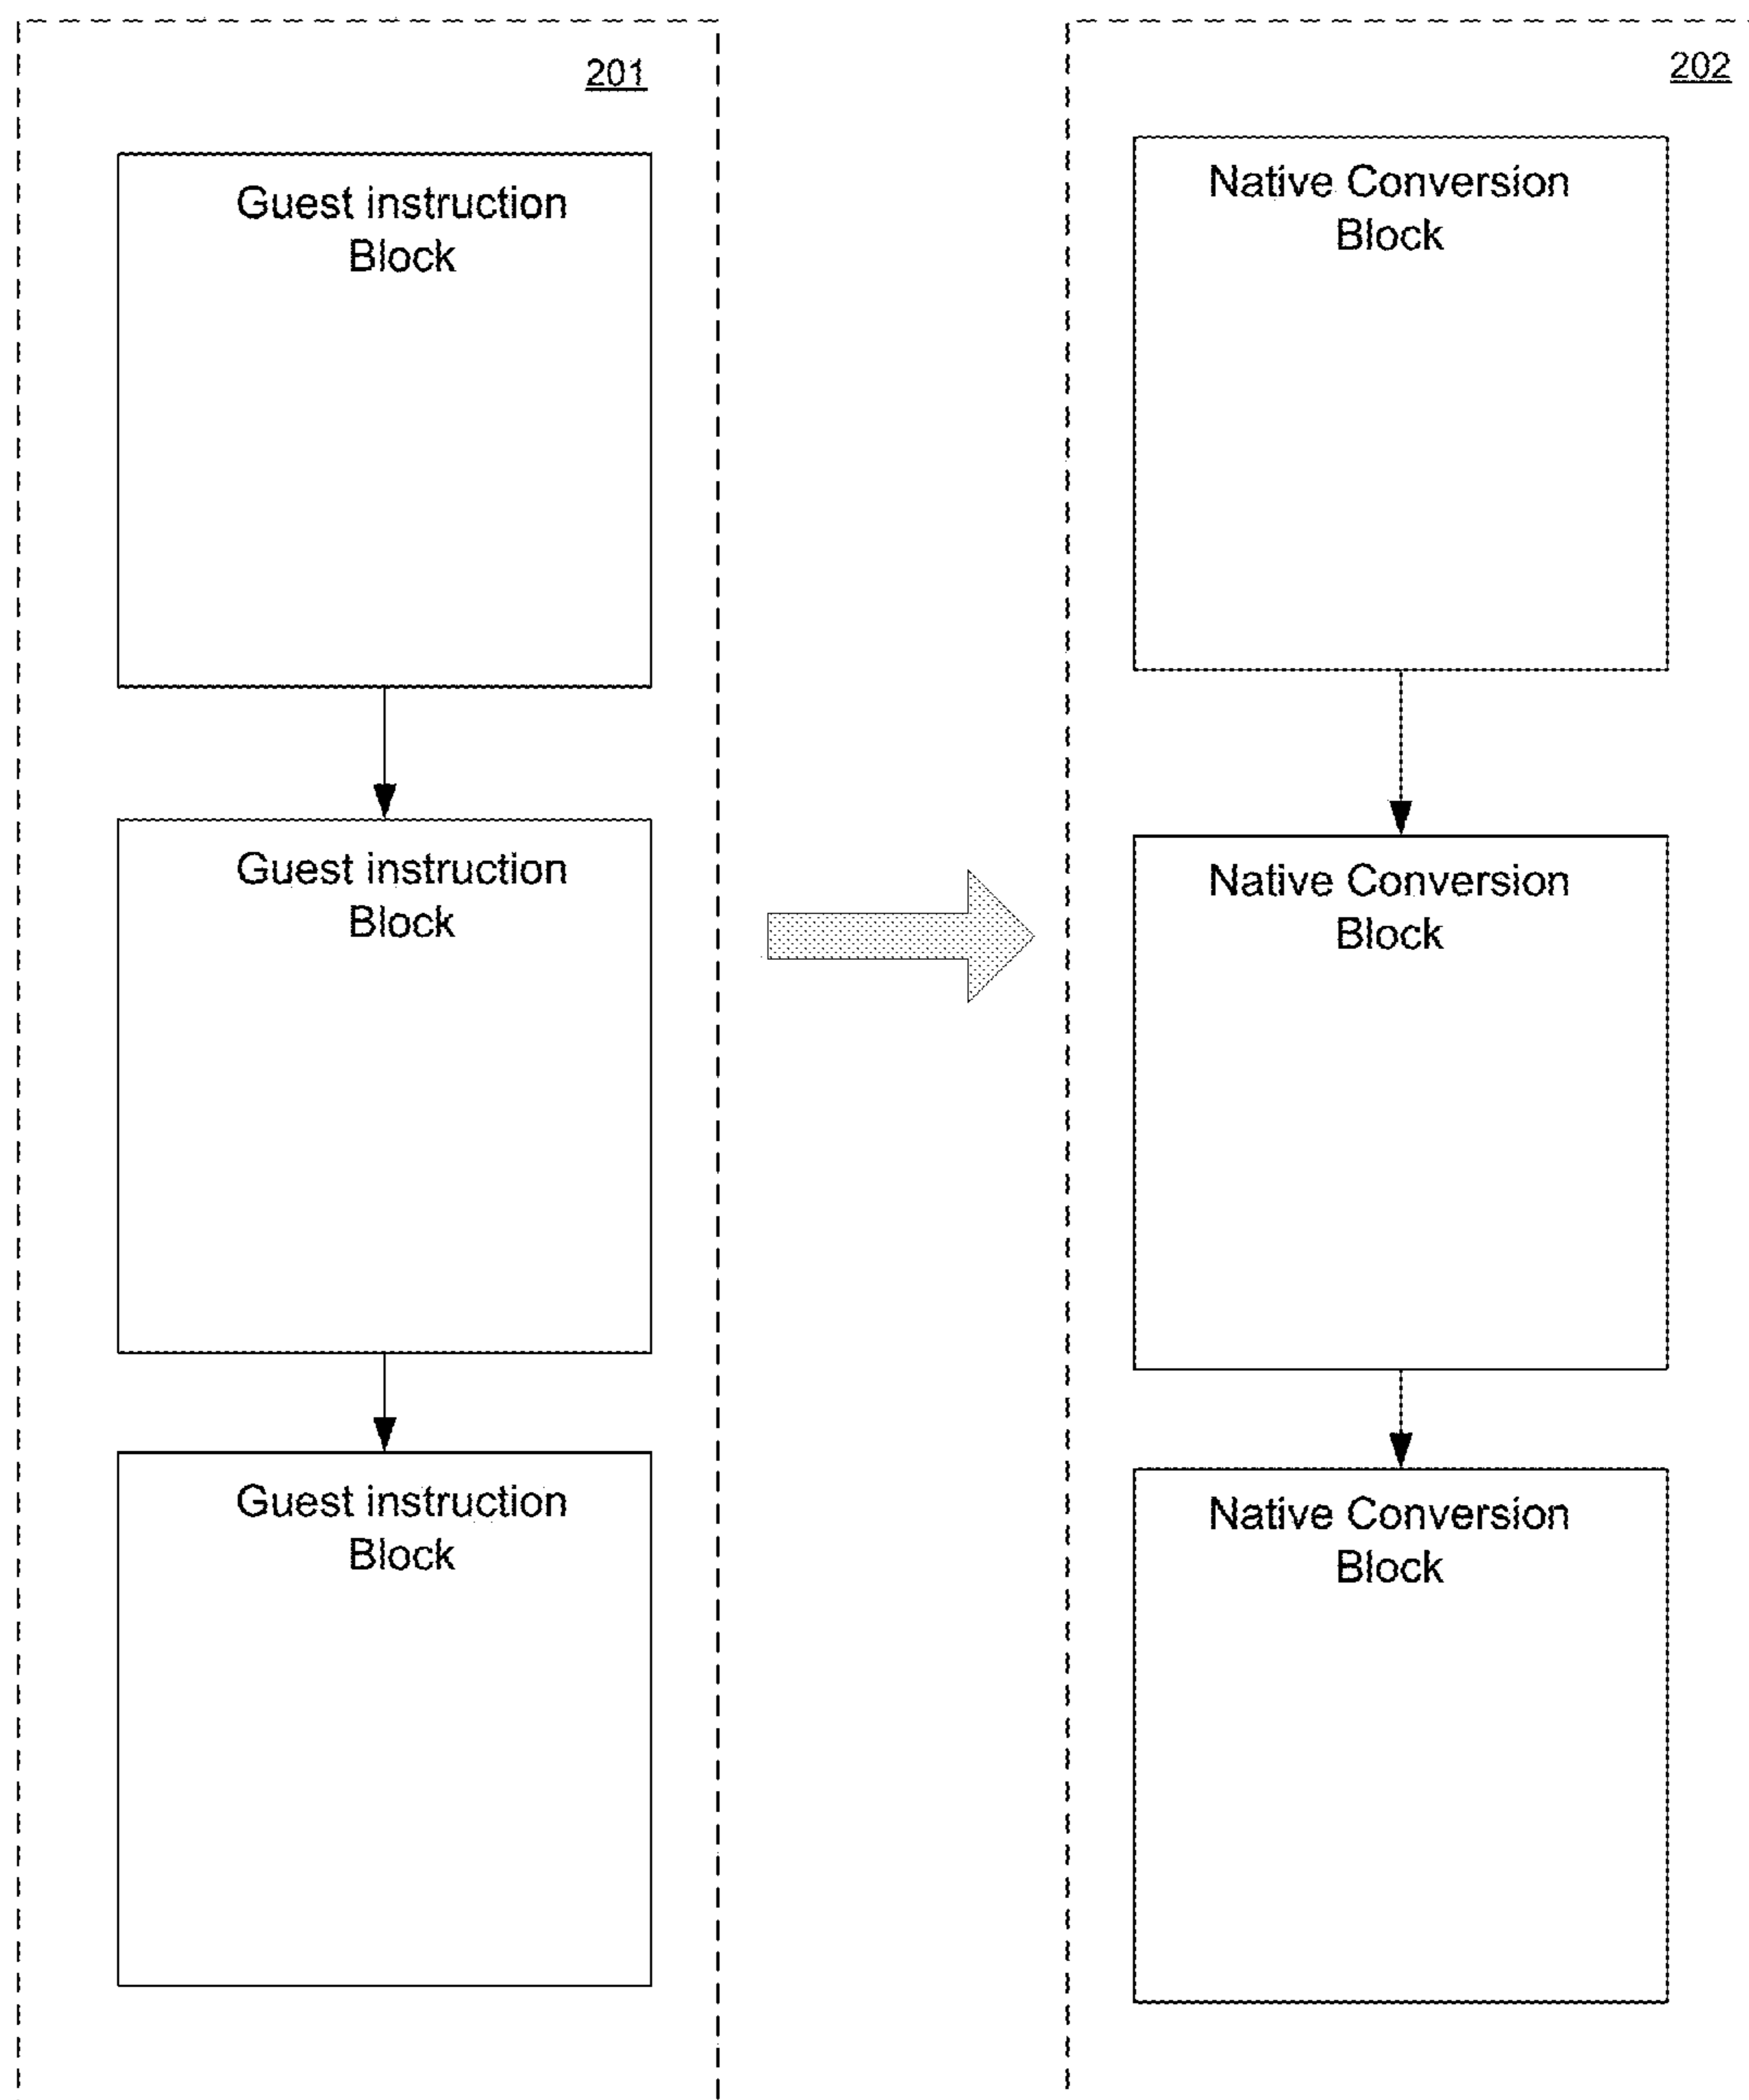 201
Guest instruction
Block
Guest instruction
Block
Guest instruction
Block
202
Native Conversion
Block
Native Conversion
Block
Native Conversion
Block